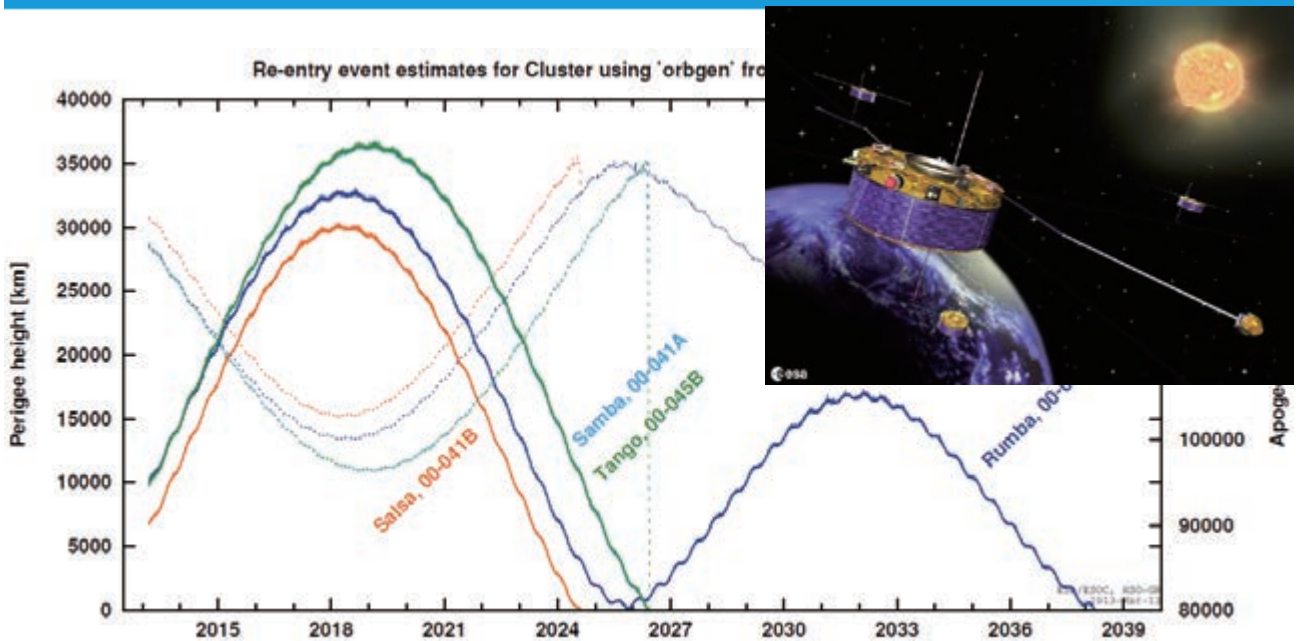 Re-entry event estimates for Cluster using 'orbgen' fro
40000
35000
30000
25000
20000
15000
10000
5000
0
Perigee height [km]
Salsa, 00-041B
Samba, 00-041A
Tango, 00-045B
Rumba, 00-
esa
100000
90000
80000
Apoge
2015 2018 2021 2024 2027 2030 2033 2036 2039